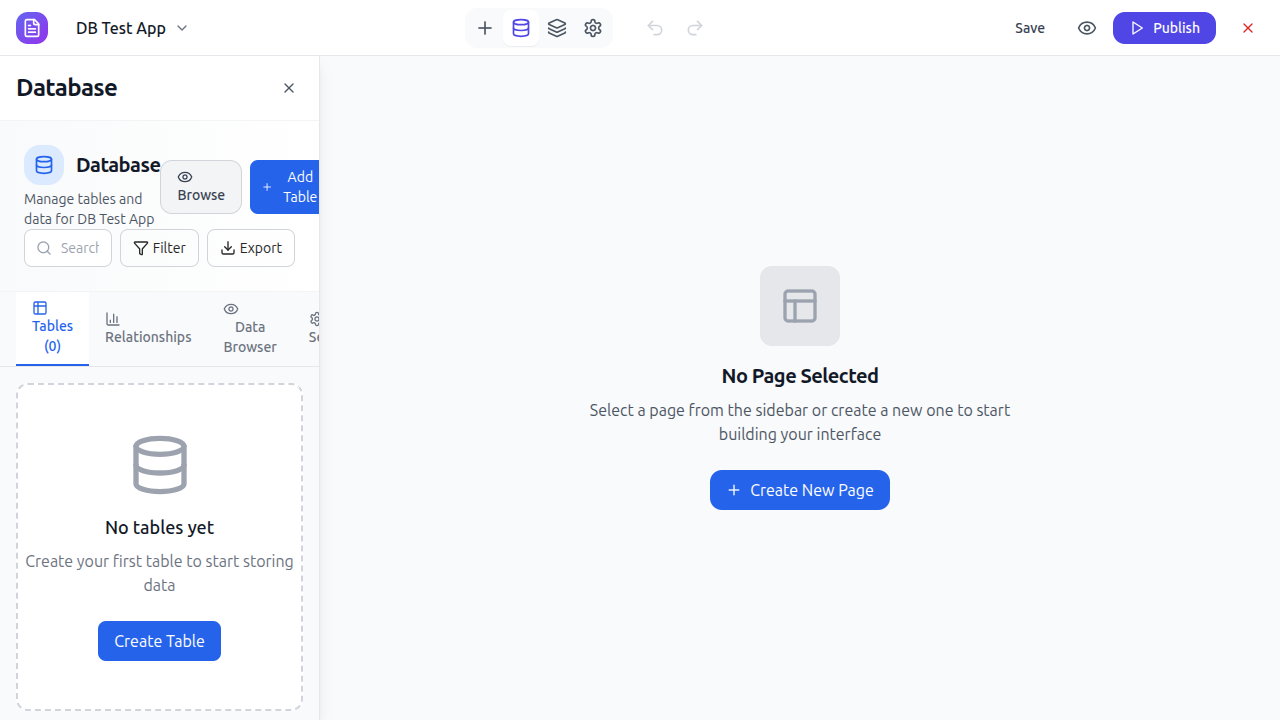 DB Test App
Save
Publish
Database
Database
Manage tables and
data for DB Test App
Browse
Add
Table
Search
Filter
Export
Tables
(0)
Relationships
Data
Browser
No tables yet
Create your first table to start storing
data
Create Table
No Page Selected
Select a page from the sidebar or create a new one to start
building your interface
Create New Page